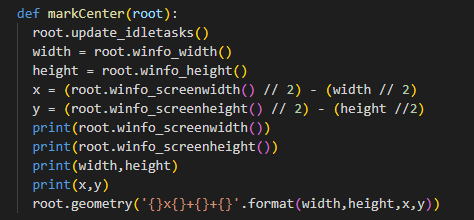 def markCenter(root):
  root.update_idletasks()
  width = root.winfo_width()
  height = root.winfo_height()
  x = (root.winfo_screenwidth() // 2) - (width // 2)
  y = (root.winfo_screenheight() // 2) - (height //2)
  print(root.winfo_screenwidth())
  print(root.winfo_screenheight())
  print(width,height)
  print(x,y)
  root.geometry('{}x{}+{}+{}'.format(width,height,x,y))